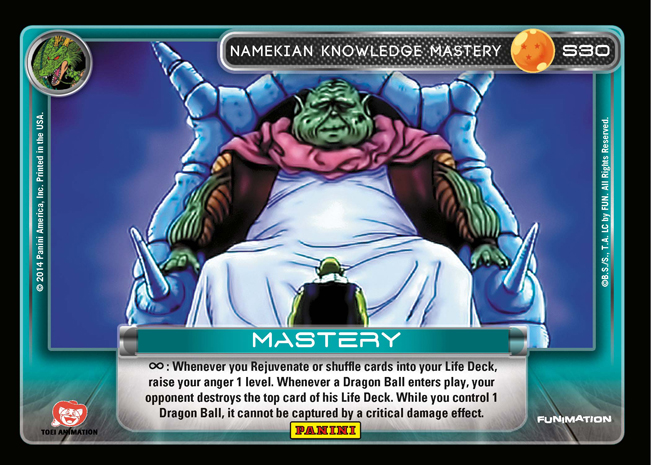 NAMEKIAN KNOWLEDGE MASTERY S30
© 2014 Panini America, Inc. Printed in the USA.
©B.S./S., T.A. LC by FUN. All Rights Reserved.
MASTERY
∞ : Whenever you Rejuvenate or shuffle cards into your Life Deck,
raise your anger 1 level. Whenever a Dragon Ball enters play, your
opponent destroys the top card of his Life Deck. While you control 1
Dragon Ball, it cannot be captured by a critical damage effect.
TOEI ANIMATION
PANINI
FUNIMATION